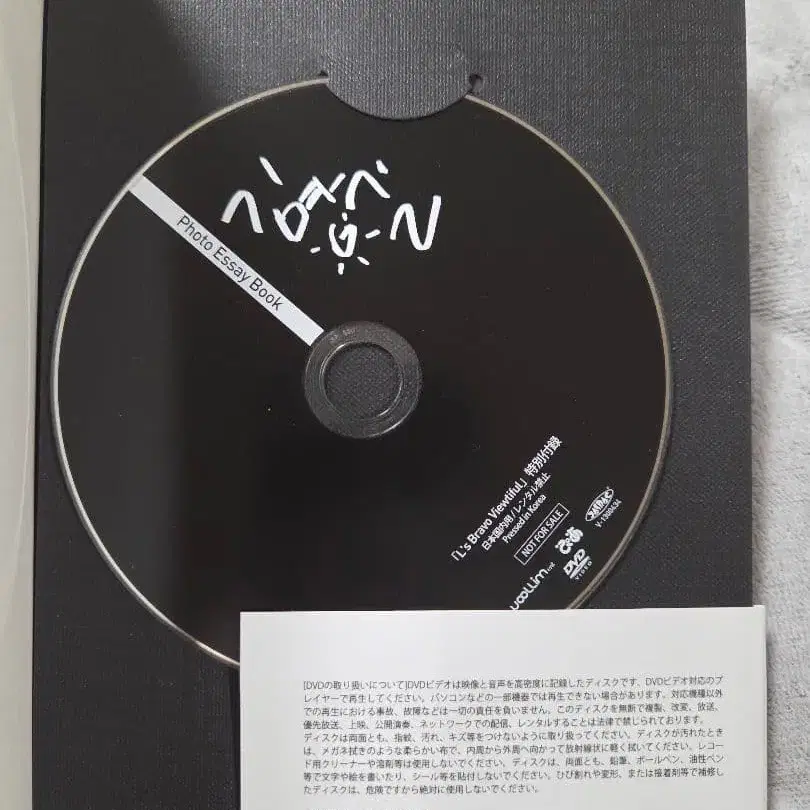 Photo Essay Book
「L's Bravo Viewtiful」特別付録
日本国内用/レンタル禁止
Pressed in Korea
NOT FOR SALE
ぴあ
V-1300434
DVD
VIDEO
woollim ent
[DVDの取り扱いについて]DVDビデオは映像と音声を高密度に記録したディスクです、DVDビデオ対応のプ
レイヤーで再生してください。パソコンなどの一部機器では再生できない場合があります。対応機種以外
での再生における事故、故障などは一切の責任を負いません。このディスクを無断で複製、改変、放送、
優先放送、上映、公開演奏、ネットワークでの配信、レンタルすることは法律で禁じられております。
ディスクは両面とも、指紋、汚れ、キズ等をつけないように取り扱ってください。ディスクが汚れたとき
は、メガネ拭きのような柔らかい布で、内周から外周へ向かって放射線状に軽く拭いてください。レコー
ド用クリーナーや溶剤等は使用しないでください。ディスクは、両面とも、鉛筆、ボールペン、油性ペン
等で文字や絵を書いたり、シール等を貼付しないでください。ひび割れや変形、または接着剤等で補修し
たディスクは、危険ですから絶対に使用しないでください。